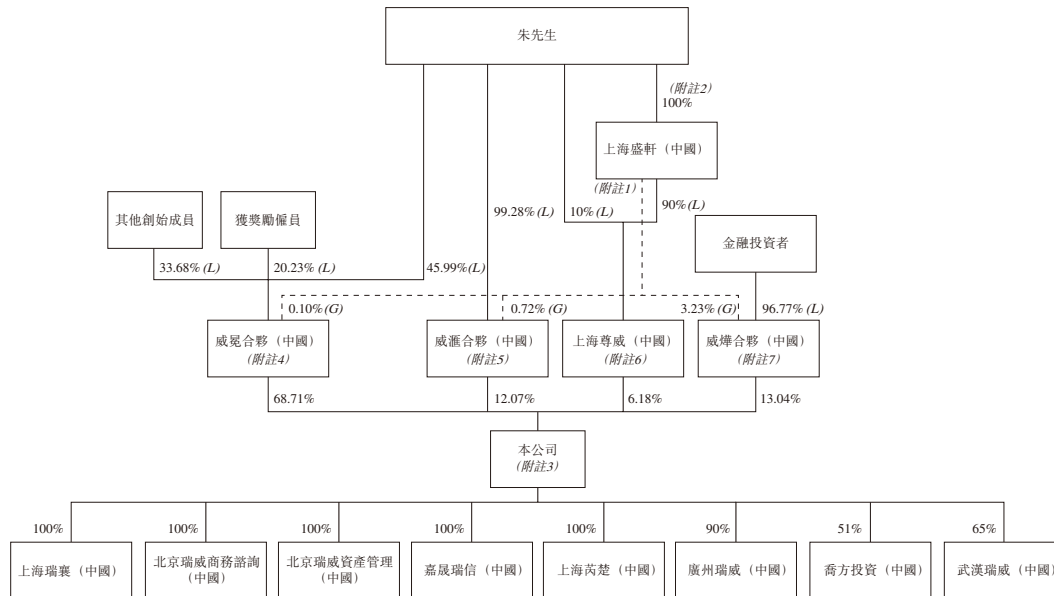 朱先生
(附註2)
100%
上海盛軒（中國）
(附註1)
其他創始成員
獲獎勵僱員
99.28% (L)
10% (L)
90% (L)
金融投資者
33.68% (L)
20.23% (L)
45.99% (L)
0.10% (G)
0.72% (G)
3.23% (G)
96.77% (L)
威冕合夥（中國）
(附註4)
威滙合夥（中國）
(附註5)
上海尊威（中國）
(附註6)
威燁合夥（中國）
(附註7)
68.71%
12.07%
6.18%
13.04%
本公司
(附註3)
100%
100%
100%
100%
100%
90%
51%
65%
上海瑞襄（中國）
北京瑞威商務諮詢
（中國）
北京瑞威資產管理
（中國）
嘉晟瑞信（中國）
上海芮楚（中國）
廣州瑞威（中國）
喬方投資（中國）
武漢瑞威（中國）